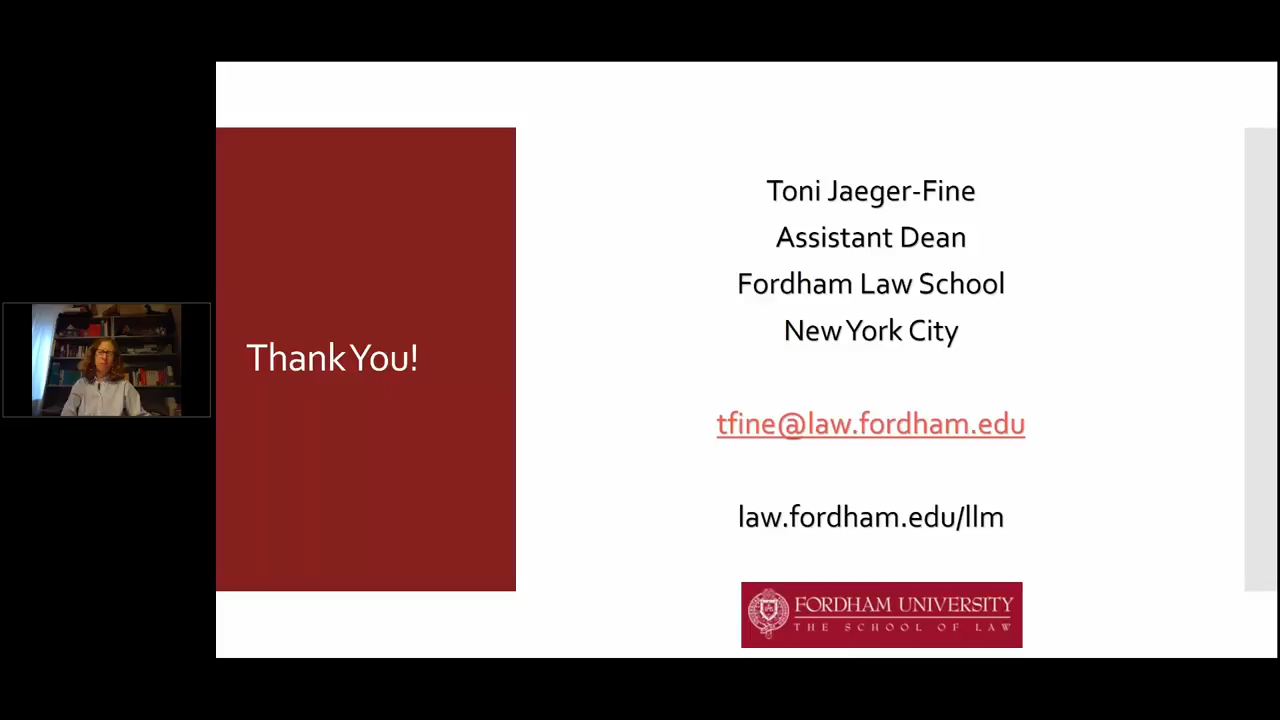 Thank You!
Toni Jaeger-Fine
Assistant Dean
Fordham Law School
New York City
tfine@law.fordham.edu
law.fordham.edu/llm
FORDHAM UNIVERSITY
THE SCHOOL OF LAW